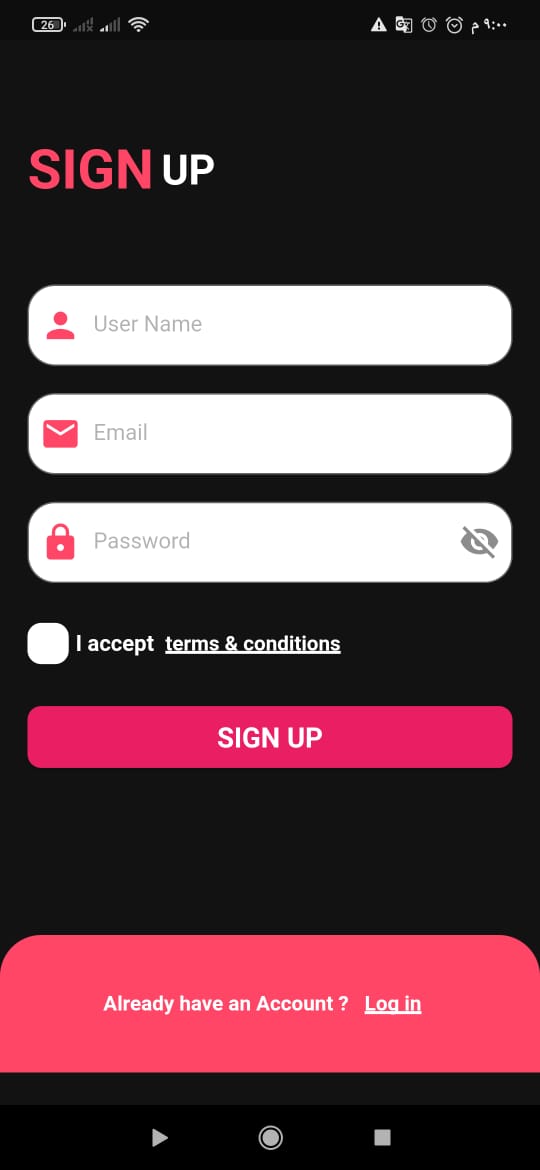 26 م ٩:٠٠
SIGN UP
User Name
Email
Password
I accept terms & conditions
SIGN UP
Already have an Account ? Log in